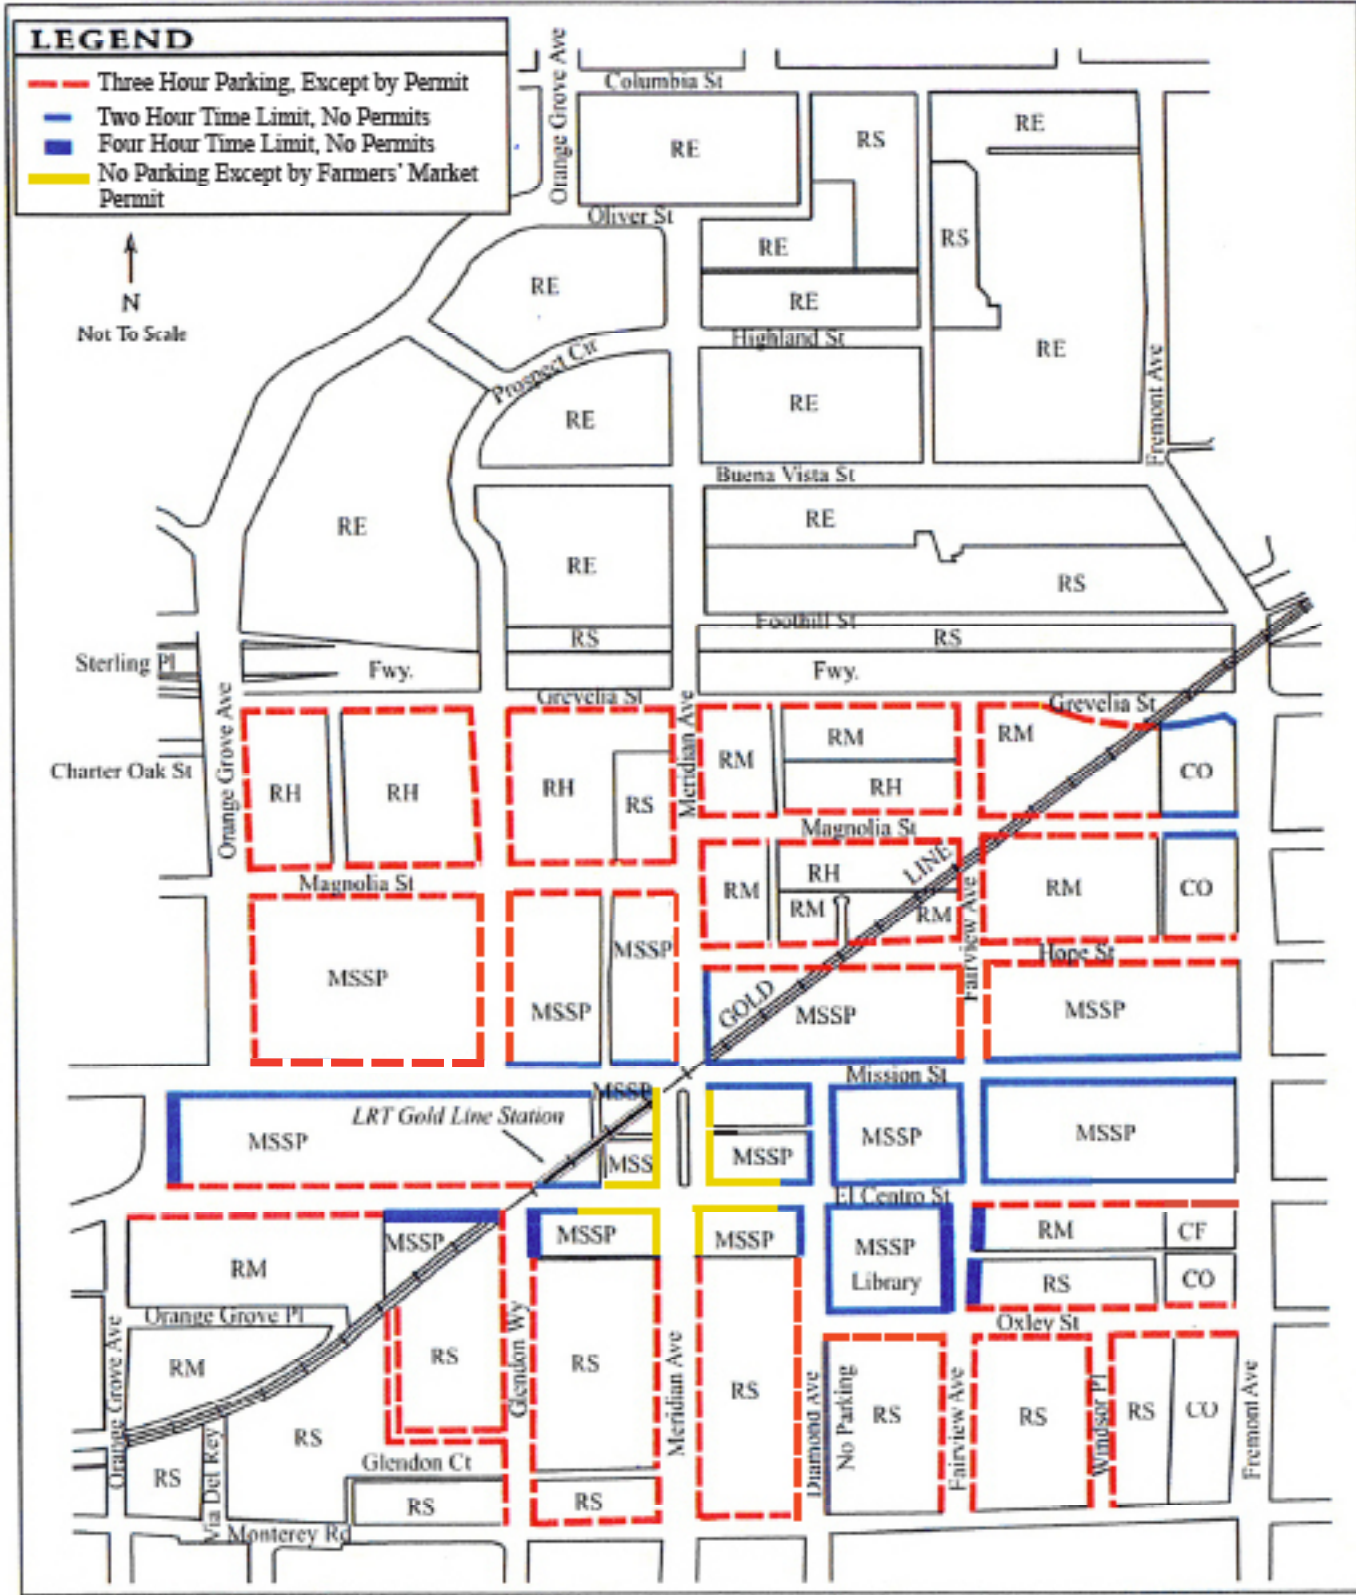 LEGEND
Three Hour Parking, Except by Permit
Two Hour Time Limit, No Permits
Four Hour Time Limit, No Permits
No Parking Except by Farmers' Market
Permit
N
Not To Scale
Orange Grove Ave
Columbia St
RE
RS
RE
Oliver St
RE
RS
RE
RE
Highland St
Prospect Cir
RE
RE
RE
Fremont Ave
Buena Vista St
RE
RE
RE
RS
Foothill St
RS
RS
Sterling Pl
Fwy.
Fwy.
Grevelia St
Grevelia St
Orange Grove Ave
Meridian Ave
RM
RM
RM
Charter Oak St
RH
RH
RH
RS
RH
CO
Magnolia St
Magnolia St
RM
RH
LINE
RM
CO
RM
RM
Fairview Ave
MSSP
MSSP
MSSP
Hope St
GOLD
MSSP
MSSP
Mission St
MSSP
LRT Gold Line Station
MSSP
MSS
MSSP
MSSP
MSSP
El Centro St
MSSP
MSSP
MSSP
MSSP
Library
RM
CF
RM
RS
CO
Orange Grove Pl
Oxley St
Orange Grove Ave
RM
RS
Glendon Wy
RS
Meridian Ave
RS
Diamond Ave
No Parking
RS
Fairview Ave
RS
Windsor Pl
RS
CO
Fremont Ave
RS
Glendon Ct
RS
Via Del Rey
RS
RS
Monterey Rd